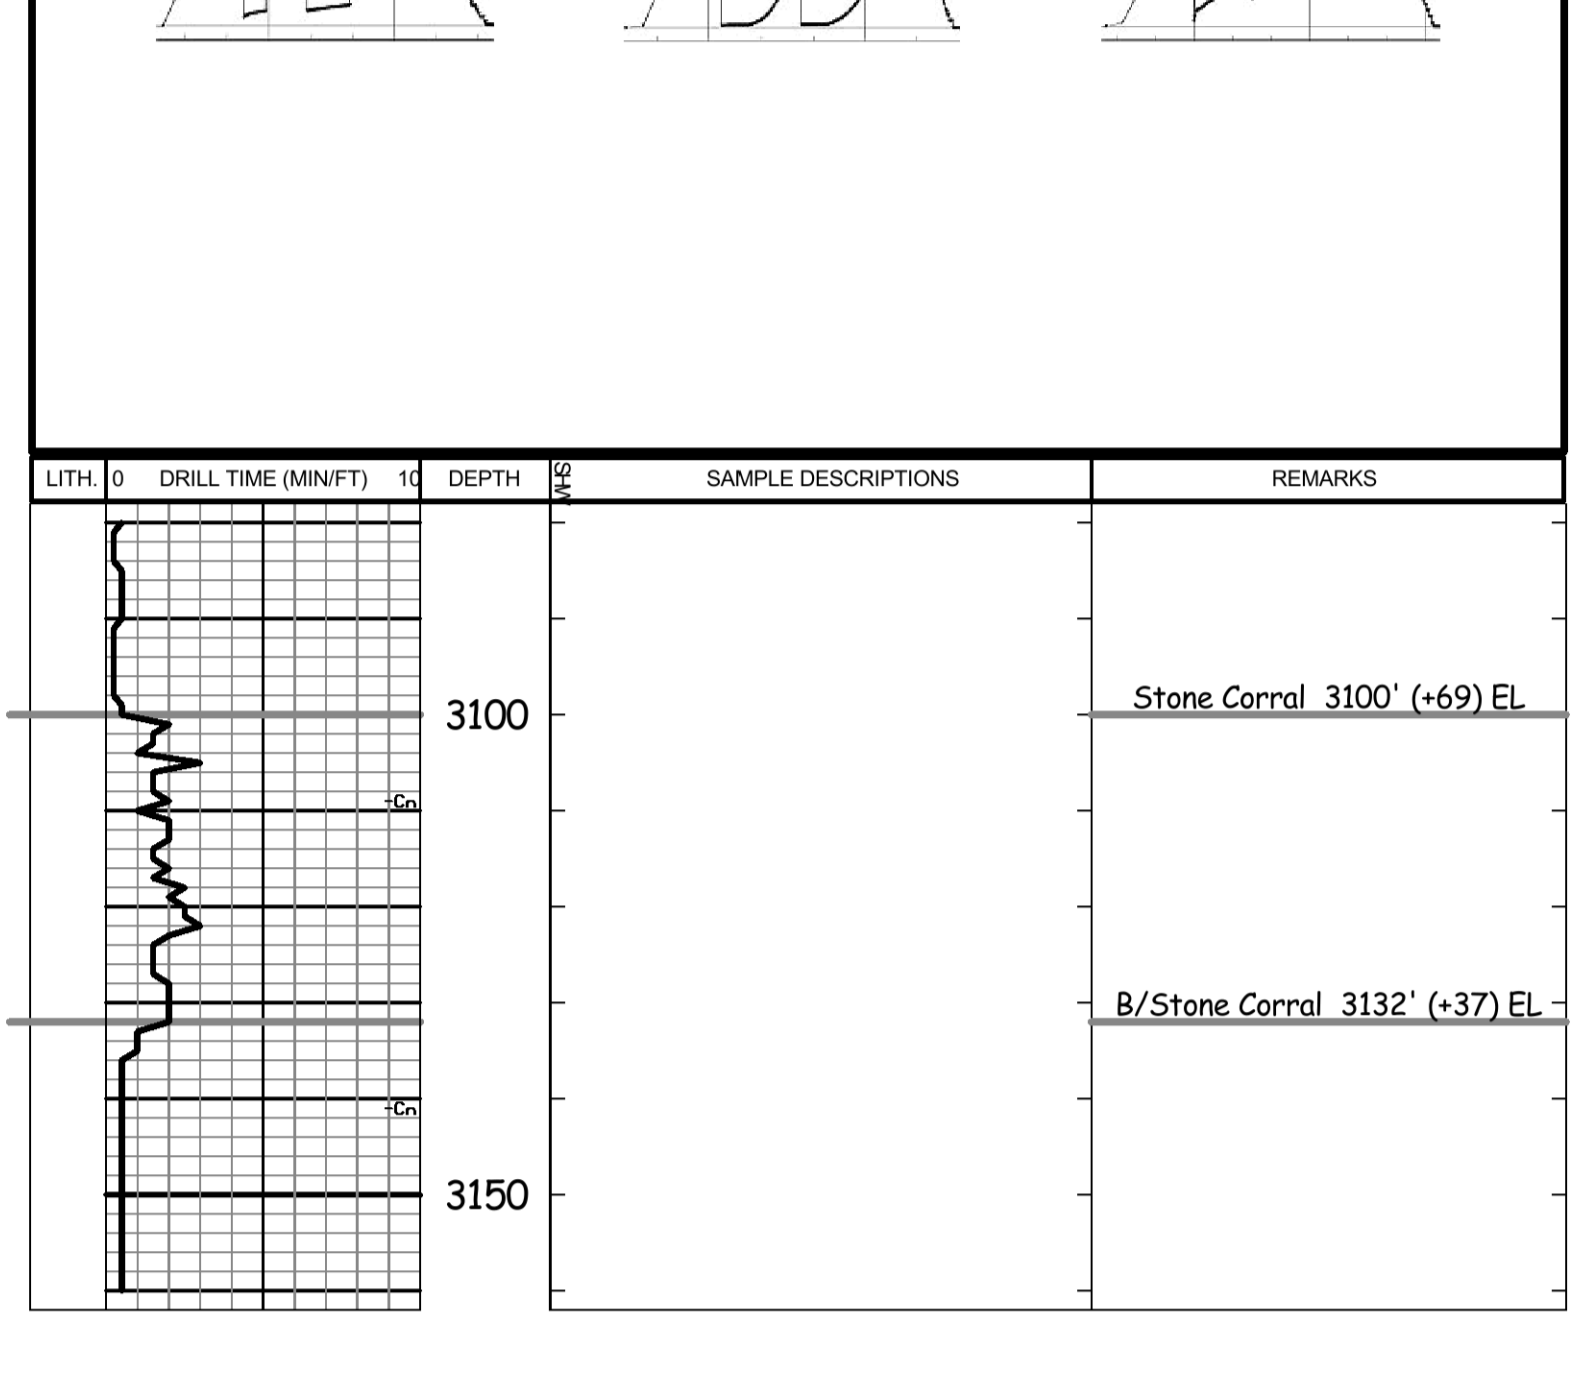 LITH. 0 DRILL TIME (MIN/FT) 10 DEPTH SHW SAMPLE DESCRIPTIONS REMARKS
Stone Corral 3100' (+69) EL
3100
-Cn
B/Stone Corral 3132' (+37) EL
-Cn
3150